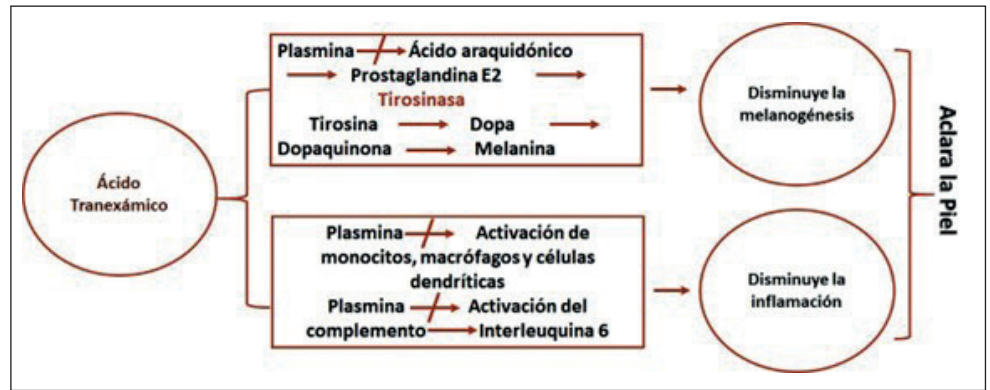 Ácido
Tranexámico
Plasmina Ácido araquidónico
Prostaglandina E2
Tirosinasa
Tirosina Dopa
Dopaquinona Melanina
Plasmina Activación de
monocitos, macrófagos y células
dendríticas
Plasmina Activación del
complemento Interleuquina 6
Disminuye la
melanogénesis
Disminuye la
inflamación
Aclara la Piel